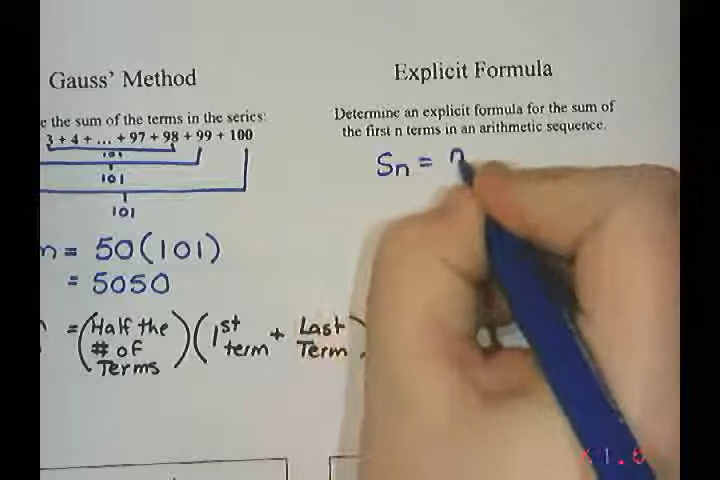 Gauss' Method
e the sum of the terms in the series:
3 + 4 + ... + 97 + 98 + 99 + 100
101
101
101
= 50(101)
= 5050
= (Half the # of Terms) (1st term + Last Term
Explicit Formula
Determine an explicit formula for the sum of
the first n terms in an arithmetic sequence.
Sn = n